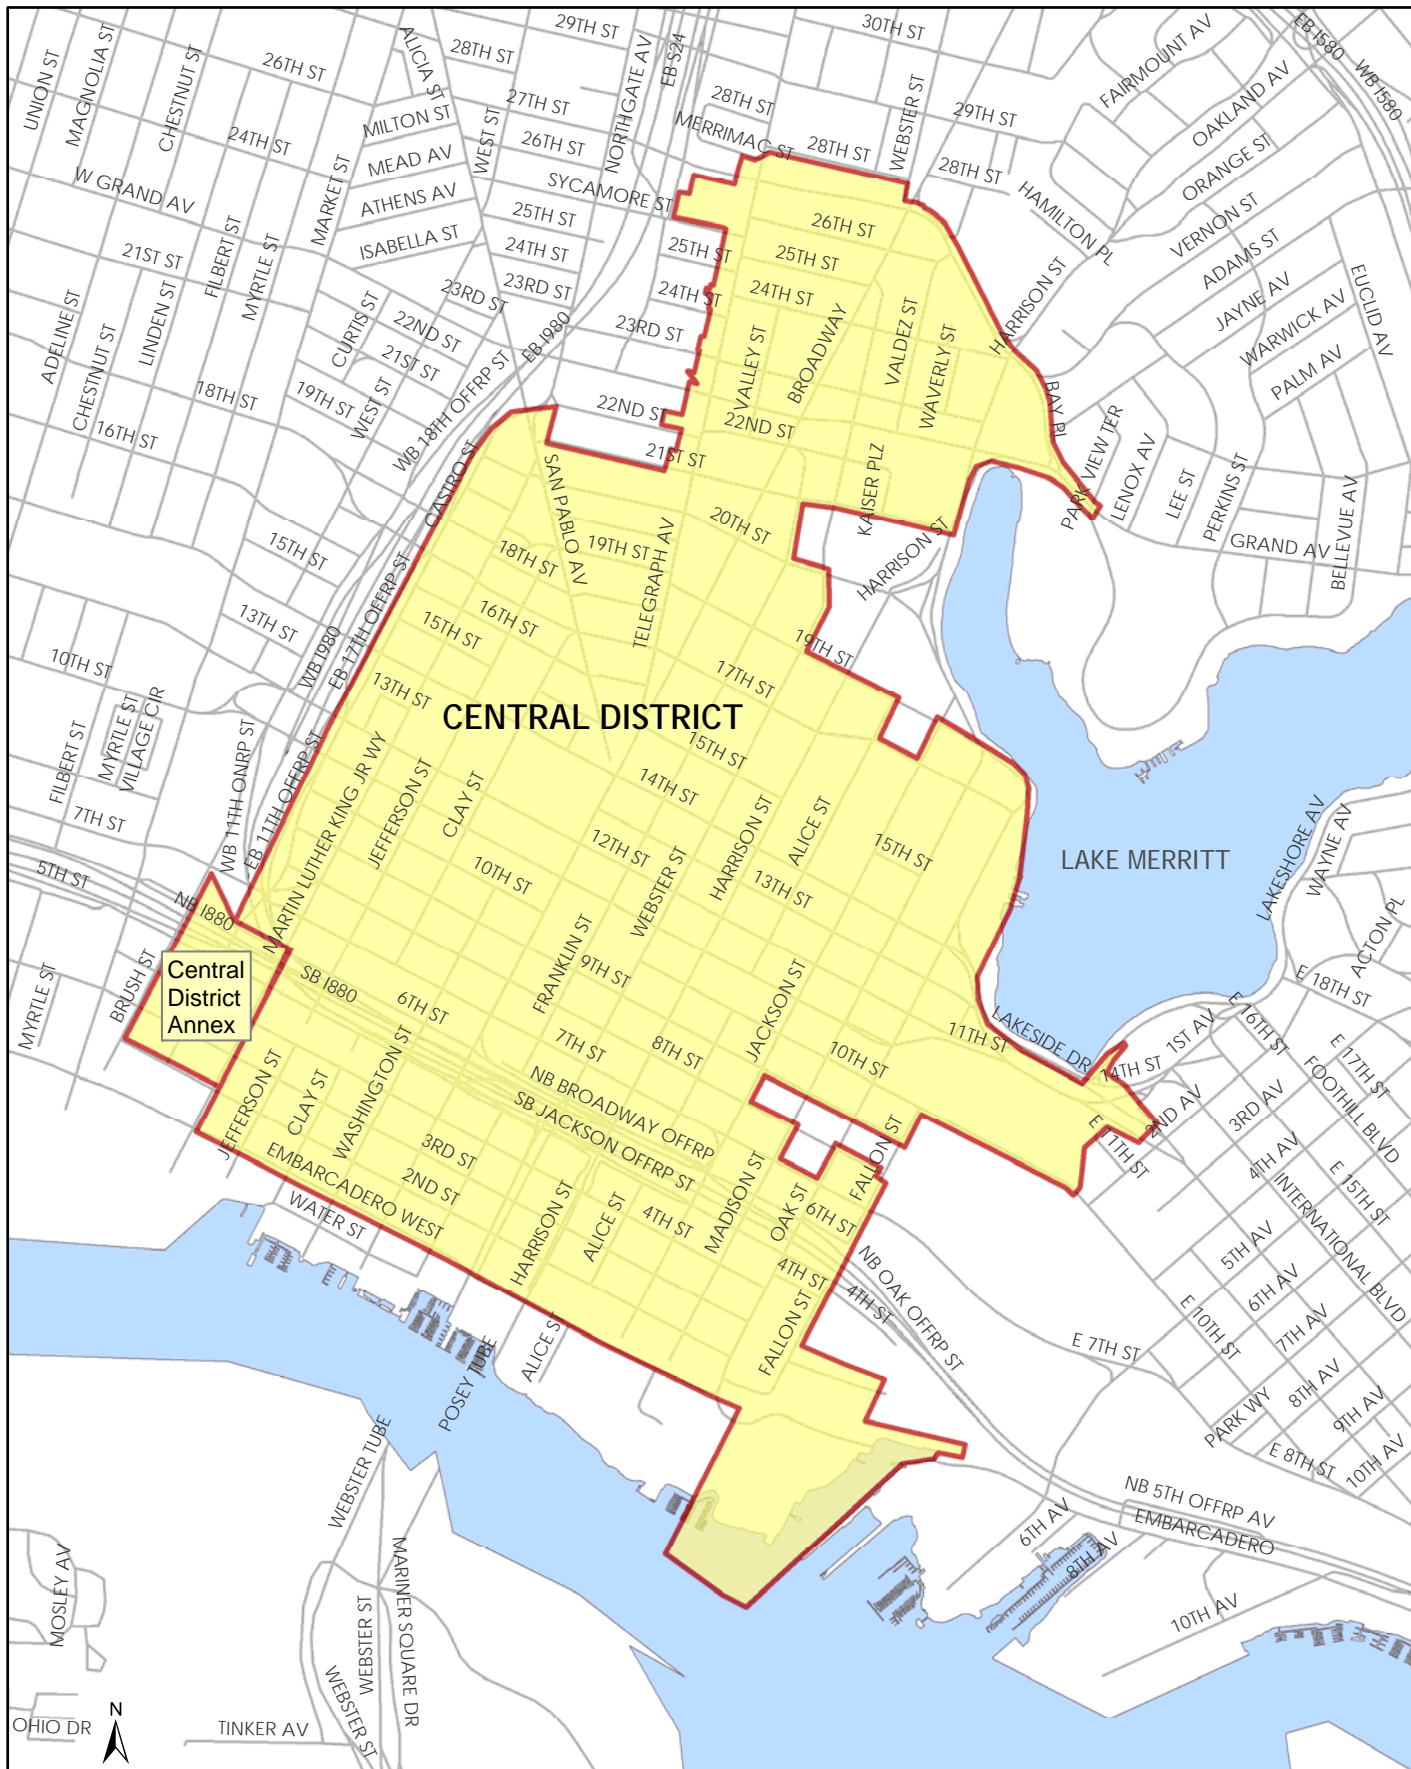 29TH ST
30TH ST
EB I580
WB I580
UNION ST
MAGNOLIA ST
CHESTNUT ST
26TH ST
ALICIA ST
28TH ST
NORTHGATE AV
EB S24
FAIRMOUNT AV
OAKLAND AV
27TH ST
28TH ST
WEBSTER ST
29TH ST
24TH ST
MILTON ST
WEST ST
26TH ST
MERRIMAC ST
28TH ST
ORANGE ST
MEAD AV
SYCAMORE ST
28TH ST
HAMILTON PL
VERNON ST
W GRAND AV
MARKET ST
ATHENS AV
25TH ST
26TH ST
ADAMS ST
21ST ST
FILBERT ST
MYRTLE ST
ISABELLA ST
24TH ST
25TH ST
25TH ST
HARRISON ST
JAYNE AV
EUCLID AV
ADELINE ST
CHESTNUT ST
LINDEN ST
23RD ST
23RD ST
24TH ST
24TH ST
WARWICK AV
CURTIS ST
22ND ST
EB I980
23RD ST
VALLEY ST
BROADWAY
VALDEZ ST
WAVERLY ST
PALM AV
21ST ST
18TH ST
19TH ST
WEST ST
WB 18TH OFFRP ST
22ND ST
22ND ST
BAY PL
16TH ST
21ST ST
KAISER PLZ
PARK VIEW TER
LENOX AV
LEE ST
PERKINS ST
BELLEVUE AV
CASTRO ST
SAN PABLO AV
20TH ST
GRAND AV
15TH ST
18TH ST
19TH ST
TELEGRAPH AV
HARRISON ST
13TH ST
EB 17TH OFFRP ST
16TH ST
15TH ST
19TH ST
10TH ST
WB I980
13TH ST
17TH ST
MYRTLE ST
VILLAGE CIR
CENTRAL DISTRICT
FILBERT ST
WB 11TH ONRP ST
EB 11TH OFFRP ST
15TH ST
7TH ST
MARTIN LUTHER KING JR WY
JEFFERSON ST
CLAY ST
14TH ST
HARRISON ST
ALICE ST
12TH ST
15TH ST
LAKE MERRITT
LAKESHORE AV
WAYNE AV
5TH ST
10TH ST
WEBSTER ST
13TH ST
NB I880
ACTON PL
MYRTLE ST
BRUSH ST
Central
District
Annex
SB I880
6TH ST
FRANKLIN ST
9TH ST
JACKSON ST
E 18TH ST
7TH ST
8TH ST
10TH ST
11TH ST
LAKESIDE DR
14TH ST
1ST AV
E 16TH ST
E 17TH ST
FOOTHILL BLVD
JEFFERSON ST
CLAY ST
WASHINGTON ST
NB BROADWAY OFFRP
SB JACKSON OFFRP ST
E 11TH ST
2ND AV
3RD AV
4TH AV
E 15TH ST
EMBARCADERO WEST
3RD ST
2ND ST
FALLON ST
INTERNATIONAL BLVD
WATER ST
HARRISON ST
ALICE ST
4TH ST
MADISON ST
OAK ST
6TH ST
5TH AV
6TH AV
4TH ST
4TH ST
NB OAK OFFRP ST
7TH AV
E 10TH ST
POSEY TUBE
ALICE ST
FALLON ST
E 7TH ST
8TH AV
9TH AV
PARK WY
E 8TH ST
10TH AV
WEBSTER TUBE
NB 5TH OFFRP AV
EMBARCADERO
6TH AV
8TH AV
MOSLEY AV
MARINER SQUARE DR
WEBSTER ST
10TH AV
WEBSTER ST
N
OHIO DR
TINKER AV